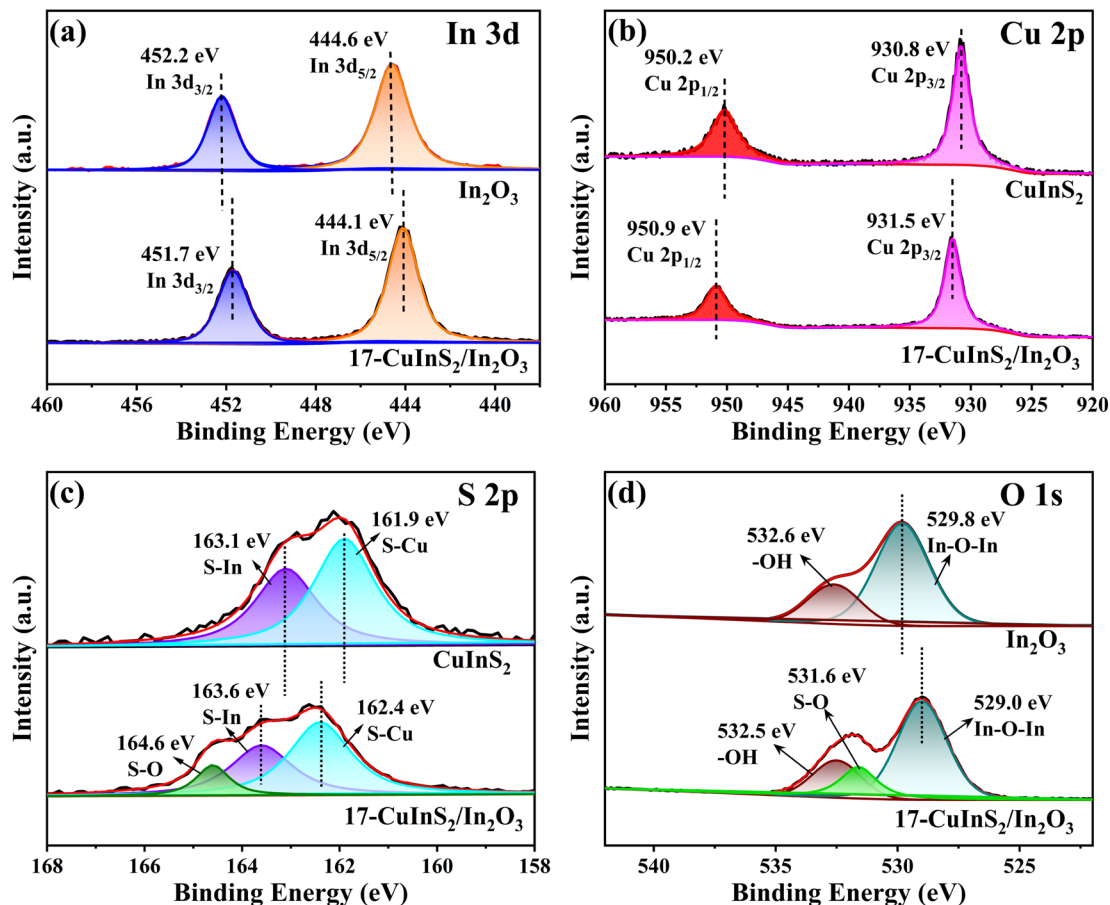 (a)
In 3d
452.2 eV
In 3d₃/₂
444.6 eV
In 3d₅/₂
In₂O₃
451.7 eV
In 3d₃/₂
444.1 eV
In 3d₅/₂
17-CuInS₂/In₂O₃
460 456 452 448 444 440
Binding Energy (eV)
Intensity (a.u.)
(b)
Cu 2p
950.2 eV
Cu 2p₁/₂
930.8 eV
Cu 2p₃/₂
CuInS₂
950.9 eV
Cu 2p₁/₂
931.5 eV
Cu 2p₃/₂
17-CuInS₂/In₂O₃
960 955 950 945 940 935 930 925 920
Binding Energy (eV)
Intensity (a.u.)
(c)
S 2p
163.1 eV
S-In
161.9 eV
S-Cu
CuInS₂
163.6 eV
S-In
162.4 eV
S-Cu
164.6 eV
S-O
17-CuInS₂/In₂O₃
168 166 164 162 160 158
Binding Energy (eV)
Intensity (a.u.)
(d)
O 1s
532.6 eV
-OH
529.8 eV
In-O-In
In₂O₃
531.6 eV
S-O
532.5 eV
-OH
529.0 eV
In-O-In
17-CuInS₂/In₂O₃
540 535 530 525
Binding Energy (eV)
Intensity (a.u.)